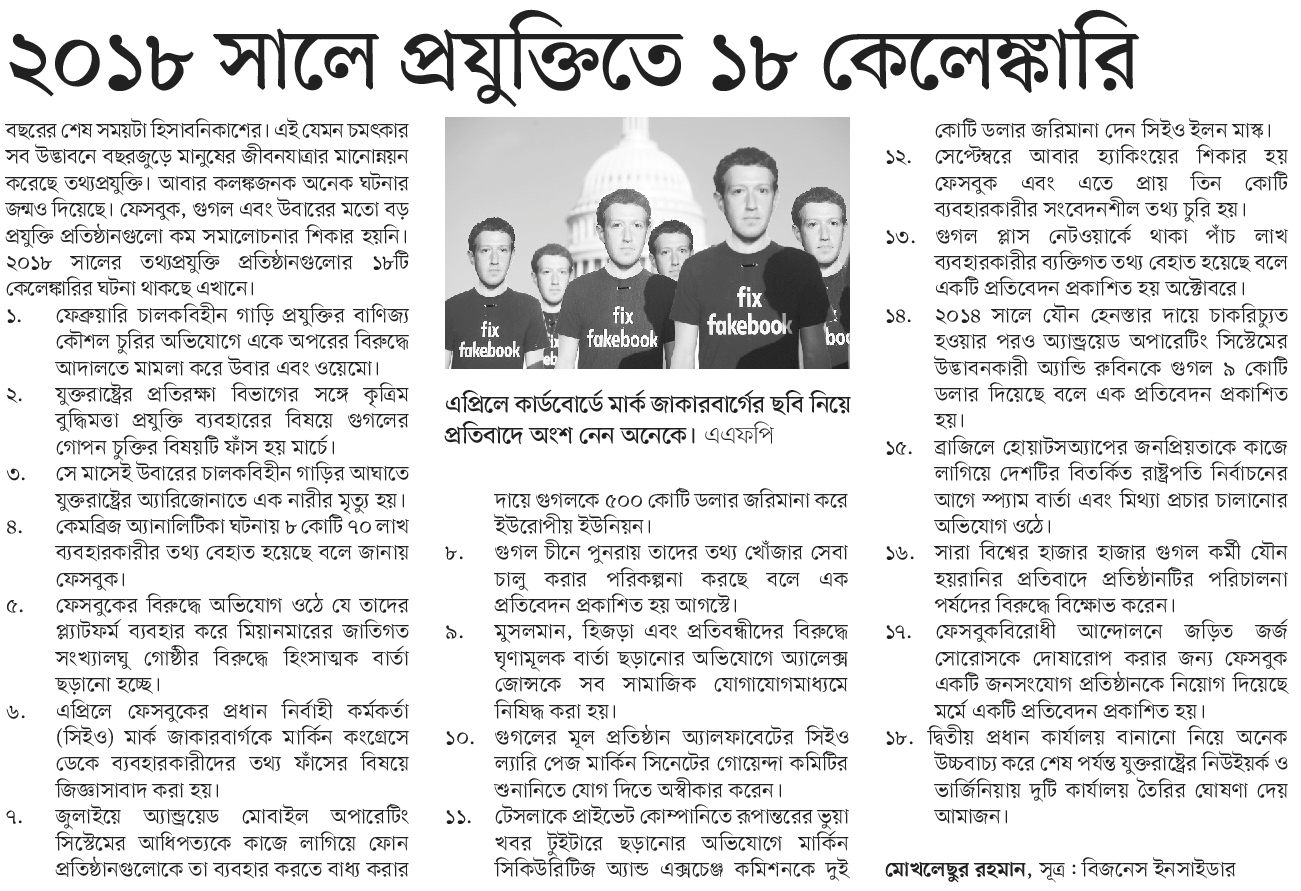 ২০১৮ সালে প্রযুক্তিতে ১৮ কেলেঙ্কারি
বছরের শেষ সময়টা হিসাবনিকাশের। এই যেমন চমৎকার
সব উদ্ভাবনে বছরজুড়ে মানুষের জীবনযাত্রার মানোন্নয়ন
করেছে তথ্যপ্রযুক্তি। আবার কলঙ্কজনক অনেক ঘটনার
জন্মও দিয়েছে। ফেসবুক, গুগল এবং উবারের মতো বড়
প্রযুক্তি প্রতিষ্ঠানগুলো কম সমালোচনার শিকার হয়নি।
২০১৮ সালের তথ্যপ্রযুক্তি প্রতিষ্ঠানগুলোর ১৮টি
কেলেঙ্কারির ঘটনা থাকছে এখানে।
১. ফেব্রুয়ারি চালকবিহীন গাড়ি প্রযুক্তির বাণিজ্য
কৌশল চুরির অভিযোগে একে অপরের বিরুদ্ধে
আদালতে মামলা করে উবার এবং ওয়েমো।
২. যুক্তরাষ্ট্রের প্রতিরক্ষা বিভাগের সঙ্গে কৃত্রিম
বুদ্ধিমত্তা প্রযুক্তি ব্যবহারের বিষয়ে গুগলের
গোপন চুক্তির বিষয়টি ফাঁস হয় মার্চে।
৩. সে মাসেই উবারের চালকবিহীন গাড়ির আঘাতে
যুক্তরাষ্ট্রের অ্যারিজোনাতে এক নারীর মৃত্যু হয়।
৪. কেমব্রিজ অ্যানালিটিকা ঘটনায় ৮ কোটি ৭০ লাখ
ব্যবহারকারীর তথ্য বেহাত হয়েছে বলে জানায়
ফেসবুক।
৫. ফেসবুকের বিরুদ্ধে অভিযোগ ওঠে যে তাদের
প্ল্যাটফর্ম ব্যবহার করে মিয়ানমারের জাতিগত
সংখ্যালঘু গোষ্ঠীর বিরুদ্ধে হিংসাত্মক বার্তা
ছড়ানো হচ্ছে।
৬. এপ্রিলে ফেসবুকের প্রধান নির্বাহী কর্মকর্তা
(সিইও) মার্ক জাকারবার্গকে মার্কিন কংগ্রেসে
ডেকে ব্যবহারকারীদের তথ্য ফাঁসের বিষয়ে
জিজ্ঞাসাবাদ করা হয়।
৭. জুলাইয়ে অ্যান্ড্রয়েড মোবাইল অপারেটিং
সিস্টেমের আধিপত্যকে কাজে লাগিয়ে ফোন
প্রতিষ্ঠানগুলোকে তা ব্যবহার করতে বাধ্য করার
fix
fakebook
fix
fakebook
fix
fakebook
এপ্রিলে কার্ডবোর্ডে মার্ক জাকারবার্গের ছবি নিয়ে
প্রতিবাদে অংশ নেন অনেকে। এএফপি
দায়ে গুগলকে ৫০০ কোটি ডলার জরিমানা করে
ইউরোপীয় ইউনিয়ন।
৮. গুগল চীনে পুনরায় তাদের তথ্য খোঁজার সেবা
চালু করার পরিকল্পনা করছে বলে এক
প্রতিবেদন প্রকাশিত হয় আগস্টে।
৯. মুসলমান, হিজড়া এবং প্রতিবন্ধীদের বিরুদ্ধে
ঘৃণামূলক বার্তা ছড়ানোর অভিযোগে অ্যালেক্স
জোন্সকে সব সামাজিক যোগাযোগমাধ্যমে
নিষিদ্ধ করা হয়।
১০. গুগলের মূল প্রতিষ্ঠান অ্যালফাবেটের সিইও
ল্যারি পেজ মার্কিন সিনেটের গোয়েন্দা কমিটির
শুনানিতে যোগ দিতে অস্বীকার করেন।
১১. টেসলাকে প্রাইভেট কোম্পানিতে রূপান্তরের ভুয়া
খবর টুইটারে ছড়ানোর অভিযোগে মার্কিন
সিকিউরিটিজ অ্যান্ড এক্সচেঞ্জ কমিশনকে দুই
কোটি ডলার জরিমানা দেন সিইও ইলন মাস্ক।
১২. সেপ্টেম্বরে আবার হ্যাকিংয়ের শিকার হয়
ফেসবুক এবং এতে প্রায় তিন কোটি
ব্যবহারকারীর সংবেদনশীল তথ্য চুরি হয়।
১৩. গুগল প্লাস নেটওয়ার্কে থাকা পাঁচ লাখ
ব্যবহারকারীর ব্যক্তিগত তথ্য বেহাত হয়েছে বলে
একটি প্রতিবেদন প্রকাশিত হয় অক্টোবরে।
১৪. ২০১৪ সালে যৌন হেনস্তার দায়ে চাকরিচ্যুত
হওয়ার পরও অ্যান্ড্রয়েড অপারেটিং সিস্টেমের
উদ্ভাবনকারী অ্যান্ডি রুবিনকে গুগল ৯ কোটি
ডলার দিয়েছে বলে এক প্রতিবেদন প্রকাশিত
হয়।
১৫. ব্রাজিলে হোয়াটসঅ্যাপের জনপ্রিয়তাকে কাজে
লাগিয়ে দেশটির বিতর্কিত রাষ্ট্রপতি নির্বাচনের
আগে স্প্যাম বার্তা এবং মিথ্যা প্রচার চালানোর
অভিযোগ ওঠে।
১৬. সারা বিশ্বের হাজার হাজার গুগল কর্মী যৌন
হয়রানির প্রতিবাদে প্রতিষ্ঠানটির পরিচালনা
পর্ষদের বিরুদ্ধে বিক্ষোভ করেন।
১৭. ফেসবুকবিরোধী আন্দোলনে জড়িত জর্জ
সোরোসকে দোষারোপ করার জন্য ফেসবুক
একটি জনসংযোগ প্রতিষ্ঠানকে নিয়োগ দিয়েছে
মর্মে একটি প্রতিবেদন প্রকাশিত হয়।
১৮. দ্বিতীয় প্রধান কার্যালয় বানানো নিয়ে অনেক
উচ্চবাচ্য করে শেষ পর্যন্ত যুক্তরাষ্ট্রের নিউইয়র্ক ও
ভার্জিনিয়ায় দুটি কার্যালয় তৈরির ঘোষণা দেয়
আমাজন।
মোখলেছুর রহমান, সূত্র : বিজনেস ইনসাইডার